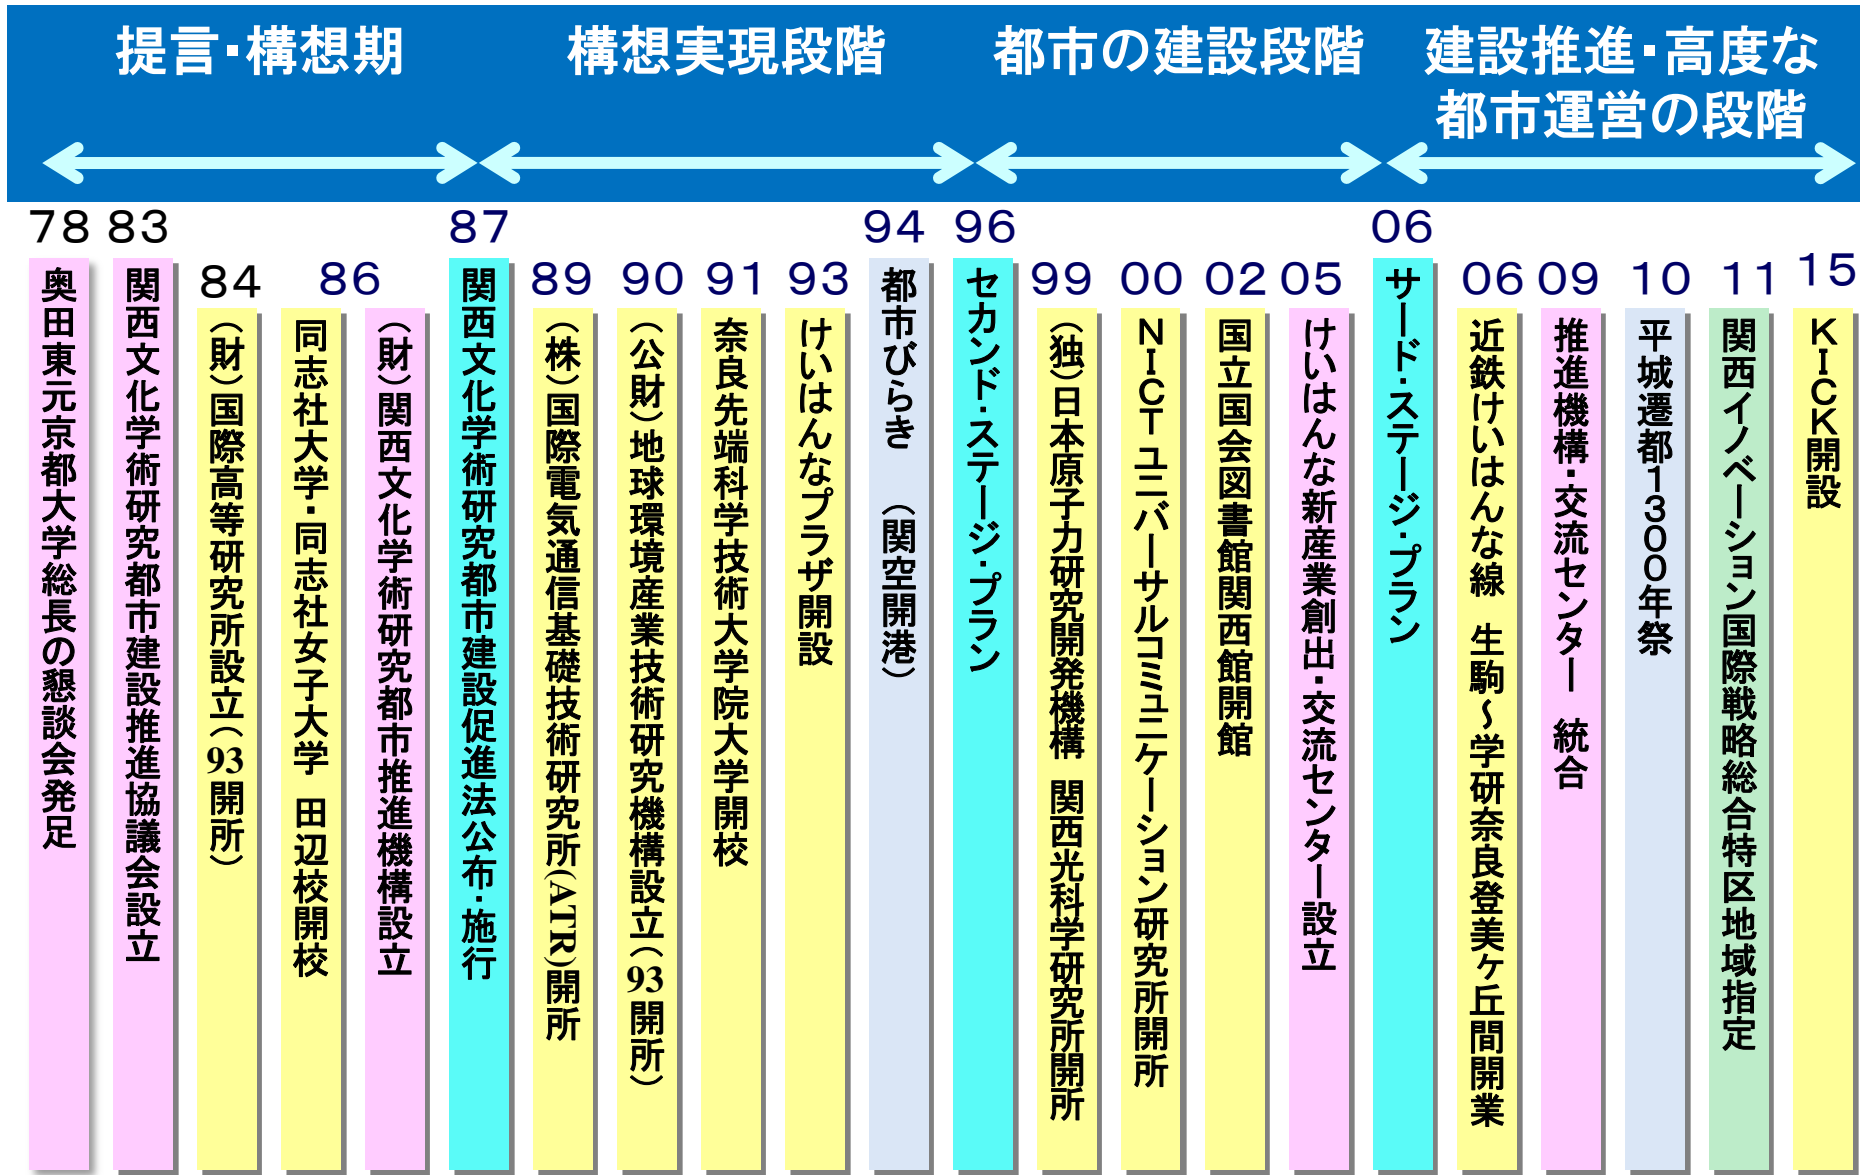 提言・構想期
構想実現段階
都市の建設段階
建設推進・高度な
都市運営の段階
78
奥田東元京都大学総長の懇談会発足
83
関西文化学術研究都市建設推進協議会設立
84
（財）国際高等研究所設立（93開所）
86
同志社大学・同志社女子大学 田辺校開校
（財）関西文化学術研究都市推進機構設立
87
関西文化学術研究都市建設促進法公布・施行
89
（株）国際電気通信基礎技術研究所(ATR)開所
90
（公財）地球環境産業技術研究機構設立（93開所）
91
奈良先端科学技術大学院大学開校
93
けいはんなプラザ開設
94
都市びらき （関空開港）
96
セカンド・ステージ・プラン
99
（独）日本原子力研究開発機構 関西光科学研究所開所
00
NICT ユニバーサルコミュニケーション研究所開所
02
国立国会図書館関西館開館
05
けいはんな新産業創出・交流センター設立
06
サード・ステージ・プラン
06
近鉄けいはんな線 生駒～学研奈良登美ヶ丘間開業
09
推進機構・交流センター 統合
10
平城遷都１３００年祭
11
関西イノベーション国際戦略総合特区地域指定
15
KICK開設